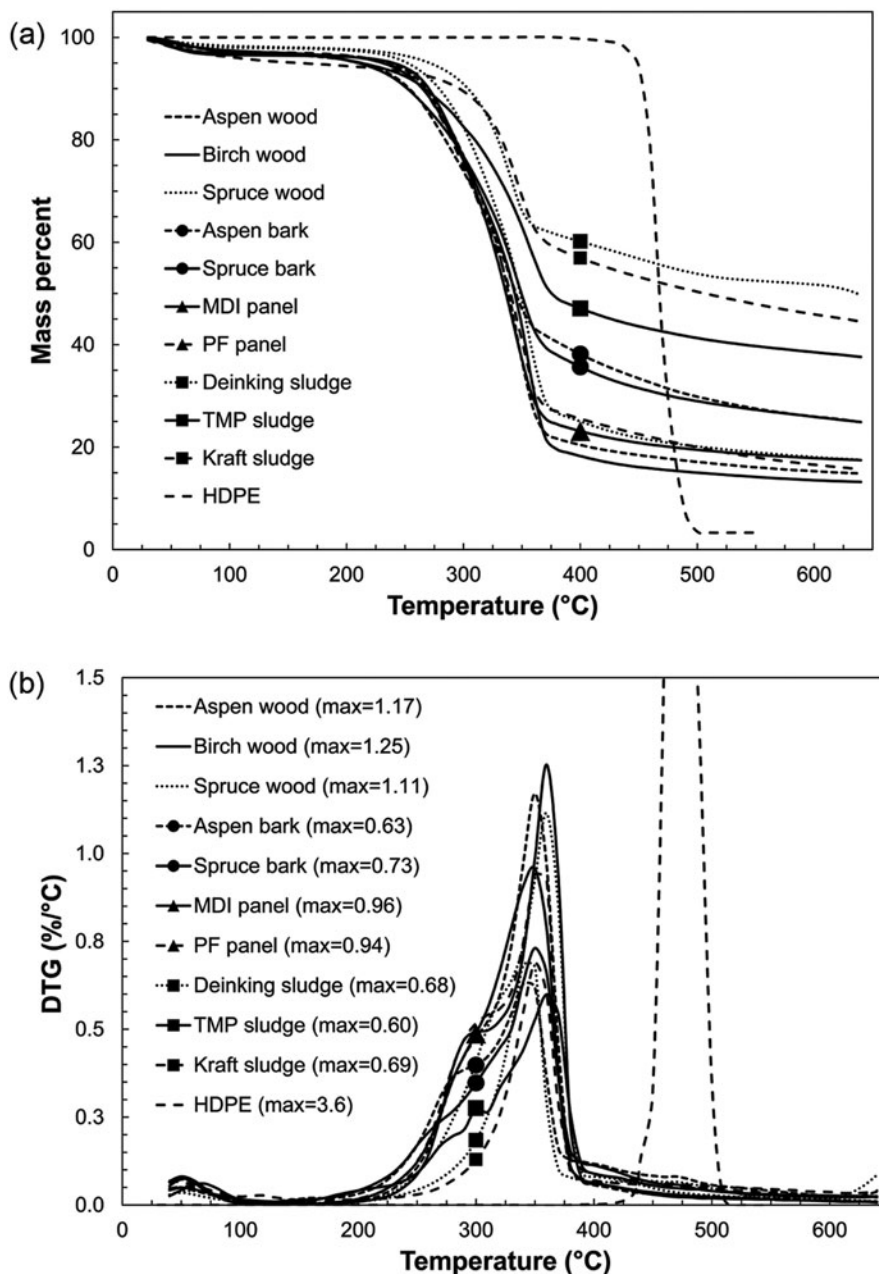 (a)
100
80
60
40
20
0
Mass percent
Aspen wood
Birch wood
Spruce wood
Aspen bark
Spruce bark
MDI panel
PF panel
Deinking sludge
TMP sludge
Kraft sludge
HDPE
0 100 200 300 400 500 600
Temperature (°C)
(b)
1.5
1.3
1.0
0.8
0.5
0.3
0.0
DTG (%/°C)
Aspen wood (max=1.17)
Birch wood (max=1.25)
Spruce wood (max=1.11)
Aspen bark (max=0.63)
Spruce bark (max=0.73)
MDI panel (max=0.96)
PF panel (max=0.94)
Deinking sludge (max=0.68)
TMP sludge (max=0.60)
Kraft sludge (max=0.69)
HDPE (max=3.6)
0 100 200 300 400 500 600
Temperature (°C)